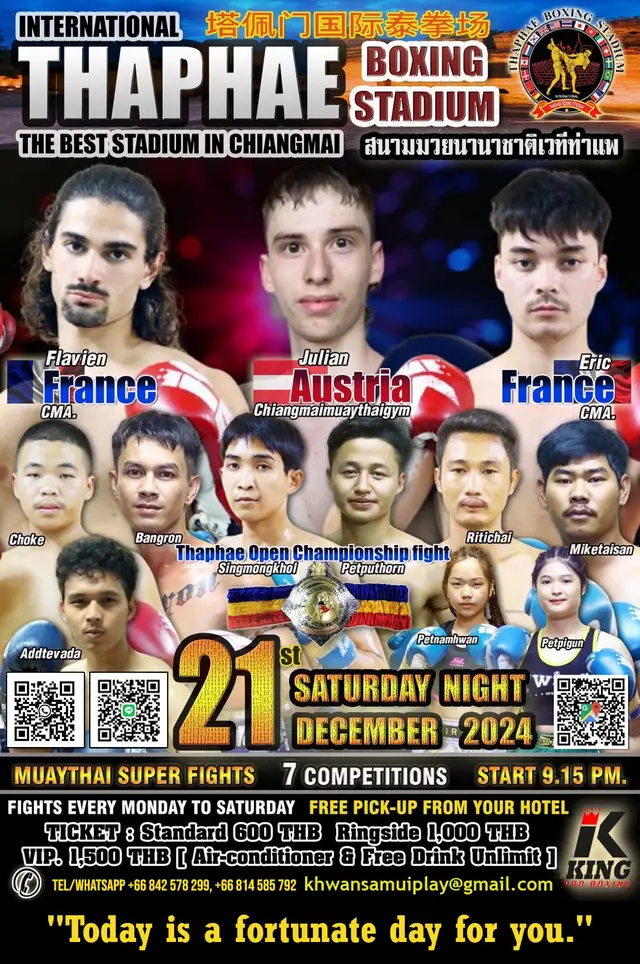 INTERNATIONAL
塔佩门国际泰拳场
THAPHAE
BOXING
STADIUM
THAPHAE BOXING STADIUM
INTERNATIONAL
THE BEST STADIUM IN CHIANGMAI
สนามมวยนานาชาติเวทีท่าแพ
Flavien
France
CMA.
Julian
Austria
Chiangmaimuaythaigym
Eric
France
CMA.
Choke
Bangron
Ritichai
Miketaisan
Thaphae Open Championship fight
Singmongkhol
Petputhorn
Addtevada
Petnamhwan
Petpigun
21st
SATURDAY NIGHT
DECEMBER 2024
MUAYTHAI SUPER FIGHTS 7 COMPETITIONS START 9.15 PM.
FIGHTS EVERY MONDAY TO SATURDAY FREE PICK-UP FROM YOUR HOTEL
TICKET : Standard 600 THB Ringside 1,000 THB
VIP. 1,500 THB [ Air-conditioner & Free Drink Unlimit ]
K
KING
PRO BOXING
TEL/WHATSAPP +66 842 578 299, +66 814 585 792 khwansamuiplay@gmail.com
"Today is a fortunate day for you."